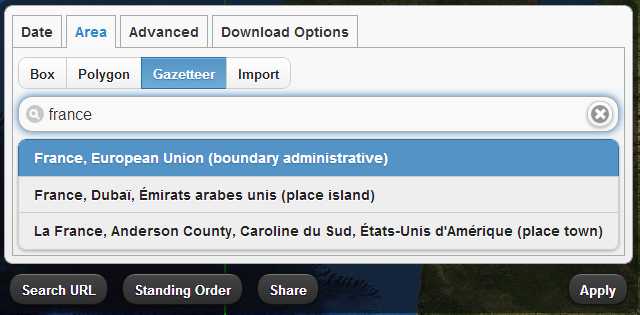 Date Area Advanced Download Options
Box Polygon Gazetteer Import
france
France, European Union (boundary administrative)
France, Dubaï, Émirats arabes unis (place island)
La France, Anderson County, Caroline du Sud, États-Unis d'Amérique (place town)
Search URL Standing Order Share Apply